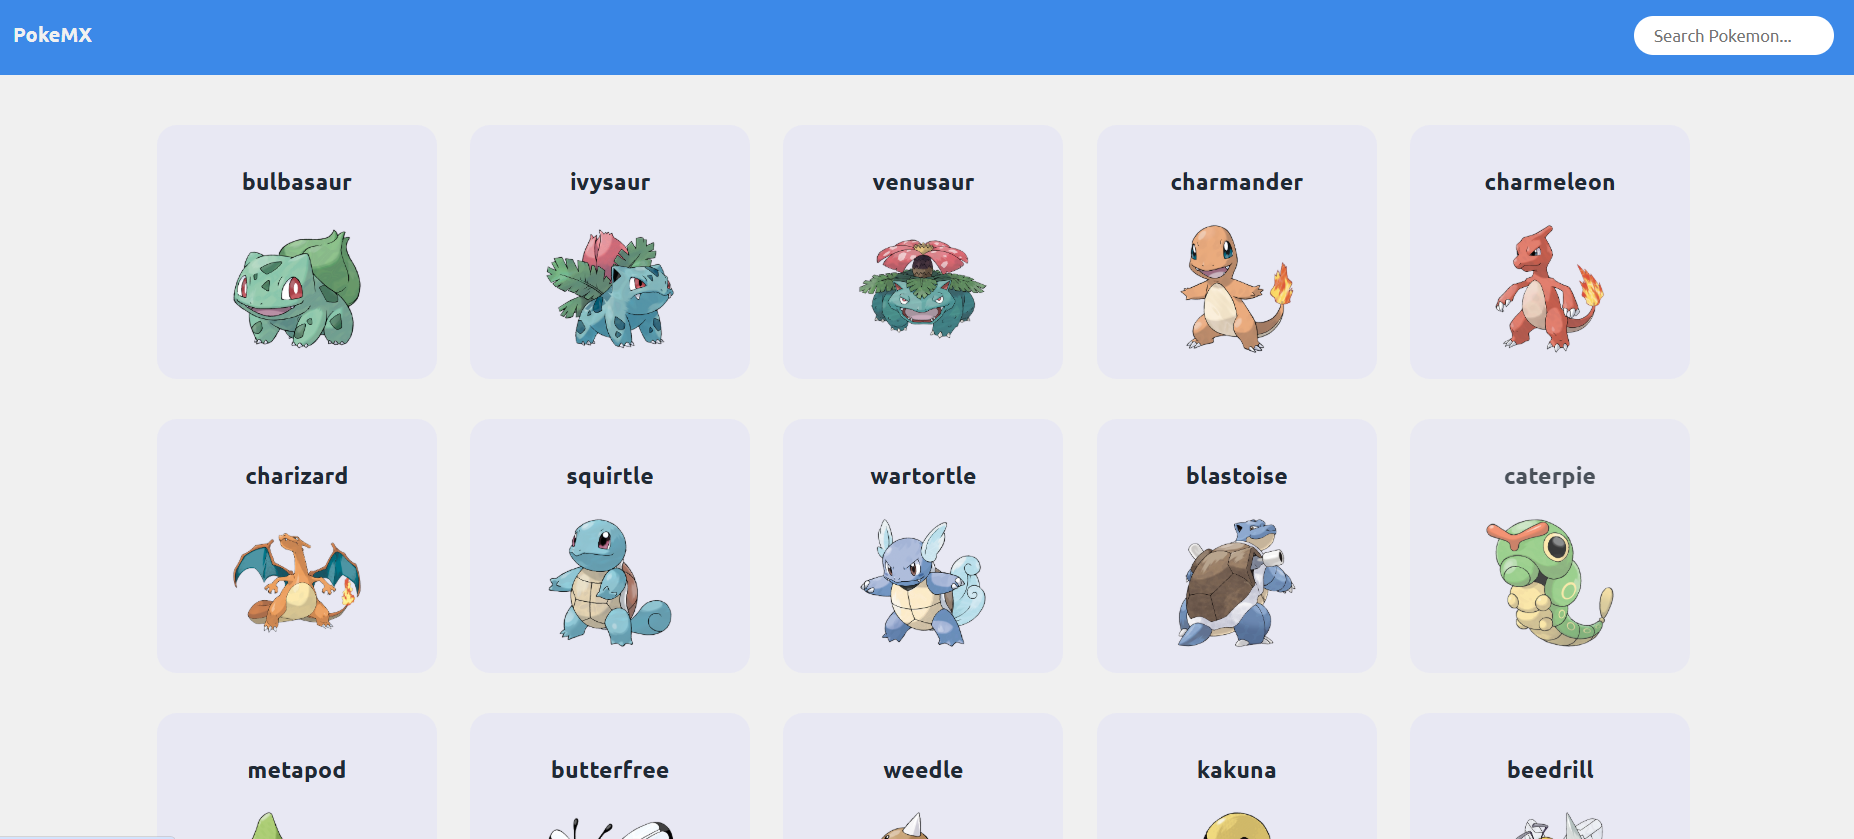 PokeMX
Search Pokemon...
bulbasaur
ivysaur
venusaur
charmander
charmeleon
charizard
squirtle
wartortle
blastoise
caterpie
metapod
butterfree
weedle
kakuna
beedrill